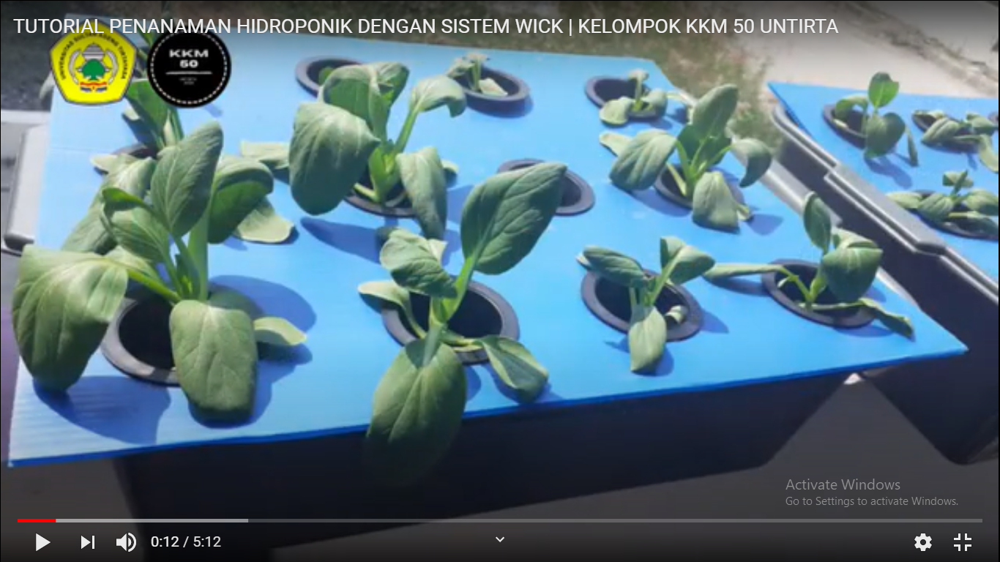 TUTORIAL PENANAMAN HIDROPONIK DENGAN SISTEM WICK | KELOMPOK KKM 50 UNTIRTA
KKM
50
Activate Windows
Go to Settings to activate Windows.
0:12 / 5:12